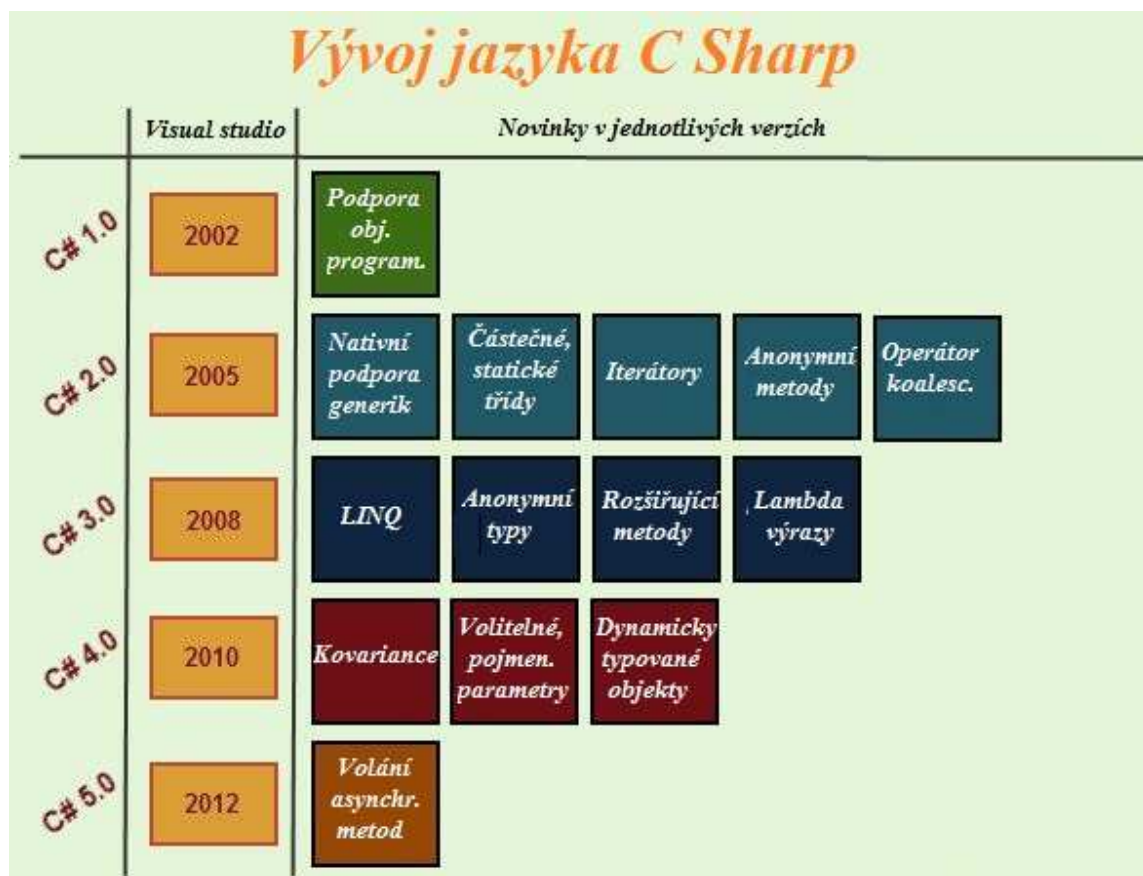 Vývoj jazyka C Sharp
Visual studio
Novinky v jednotlivých verzích
C# 1.0
2002
Podpora
obj.
program.
C# 2.0
2005
Nativní
podpora
generik
Částečné,
statické
třídy
Iterátory
Anonymní
metody
Operátor
koalesc.
C# 3.0
2008
LINQ
Anonymní
typy
Rozšiřující
metody
Lambda
výrazy
C# 4.0
2010
Kovariance
Volitelné,
pojmen.
parametry
Dynamicky
typované
objekty
C# 5.0
2012
Volání
asynchr.
metod